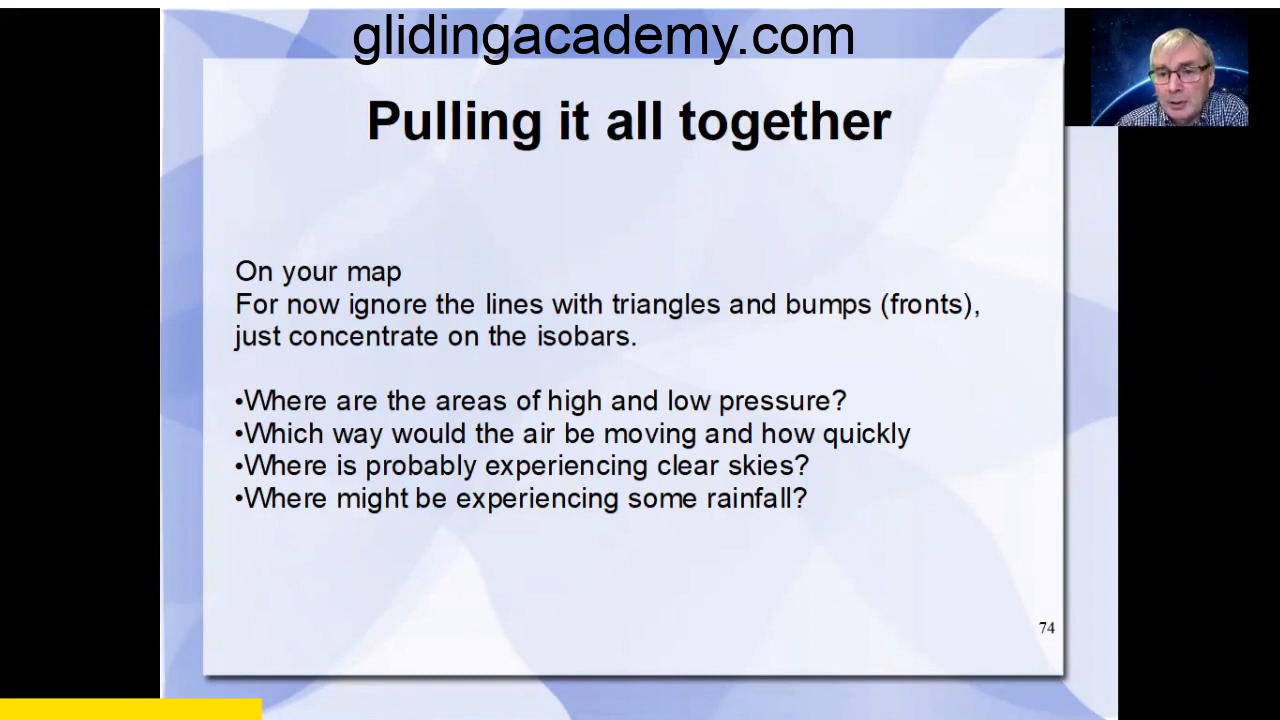 glidingacademy.com
Pulling it all together
On your map
For now ignore the lines with triangles and bumps (fronts),
just concentrate on the isobars.
•Where are the areas of high and low pressure?
•Which way would the air be moving and how quickly
•Where is probably experiencing clear skies?
•Where might be experiencing some rainfall?
74